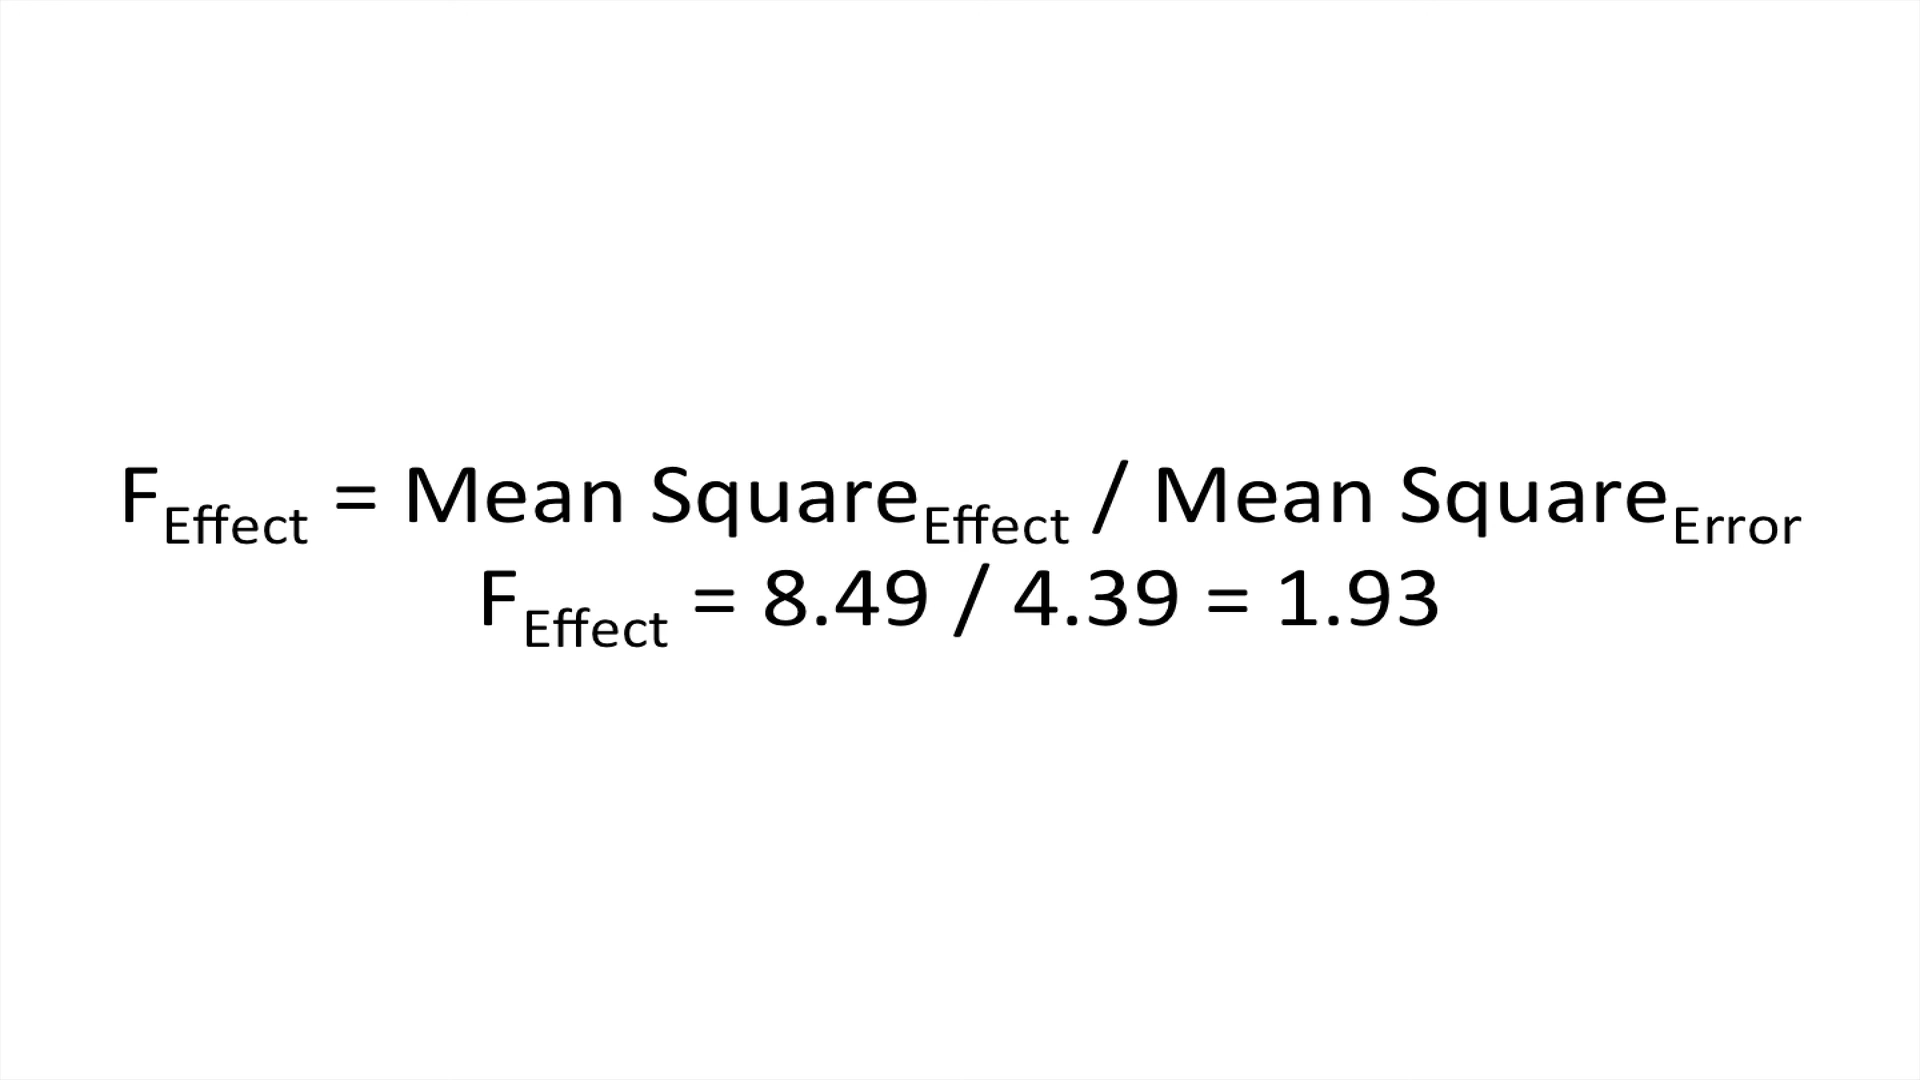 F_Effect = Mean Square_Effect / Mean Square_Error
F_Effect = 8.49 / 4.39 = 1.93